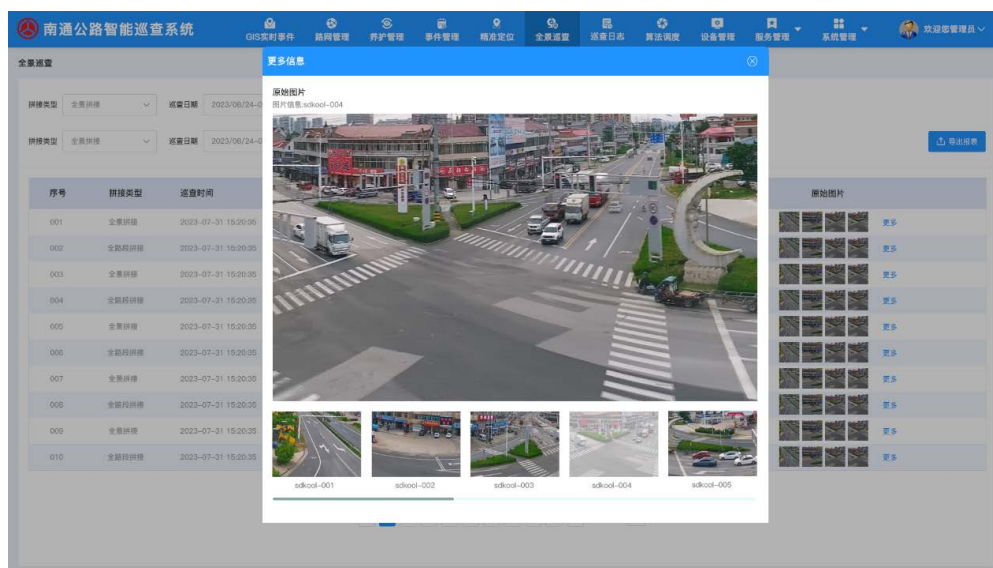 南通公路智能巡查系统
GIS实时事件 路网管理 养护管理 事件管理 精准定位 全景巡查 巡查日志 算法调度 设备管理 服务管理 系统管理 欢迎您管理员
全景巡查
更多信息
原始图片
图片信息:sdkool-004
拼接类型 全景拼接 巡查日期 2023/08/24-0
拼接类型 全景拼接 巡查日期 2023/08/24-0
导出报表
序号 拼接类型 巡查时间 原始图片
001 全景拼接 2023-07-31 15:20:35 更多
002 全路段拼接 2023-07-31 15:20:35 更多
003 全景拼接 2023-07-31 15:20:35 更多
004 全路段拼接 2023-07-31 15:20:35 更多
005 全景拼接 2023-07-31 15:20:35 更多
006 全路段拼接 2023-07-31 15:20:35 更多
007 全景拼接 2023-07-31 15:20:35 更多
008 全路段拼接 2023-07-31 15:20:35 更多
009 全景拼接 2023-07-31 15:20:35 更多
010 全路段拼接 2023-07-31 15:20:35 更多
sdkool-001 sdkool-002 sdkool-003 sdkool-004 sdkool-005